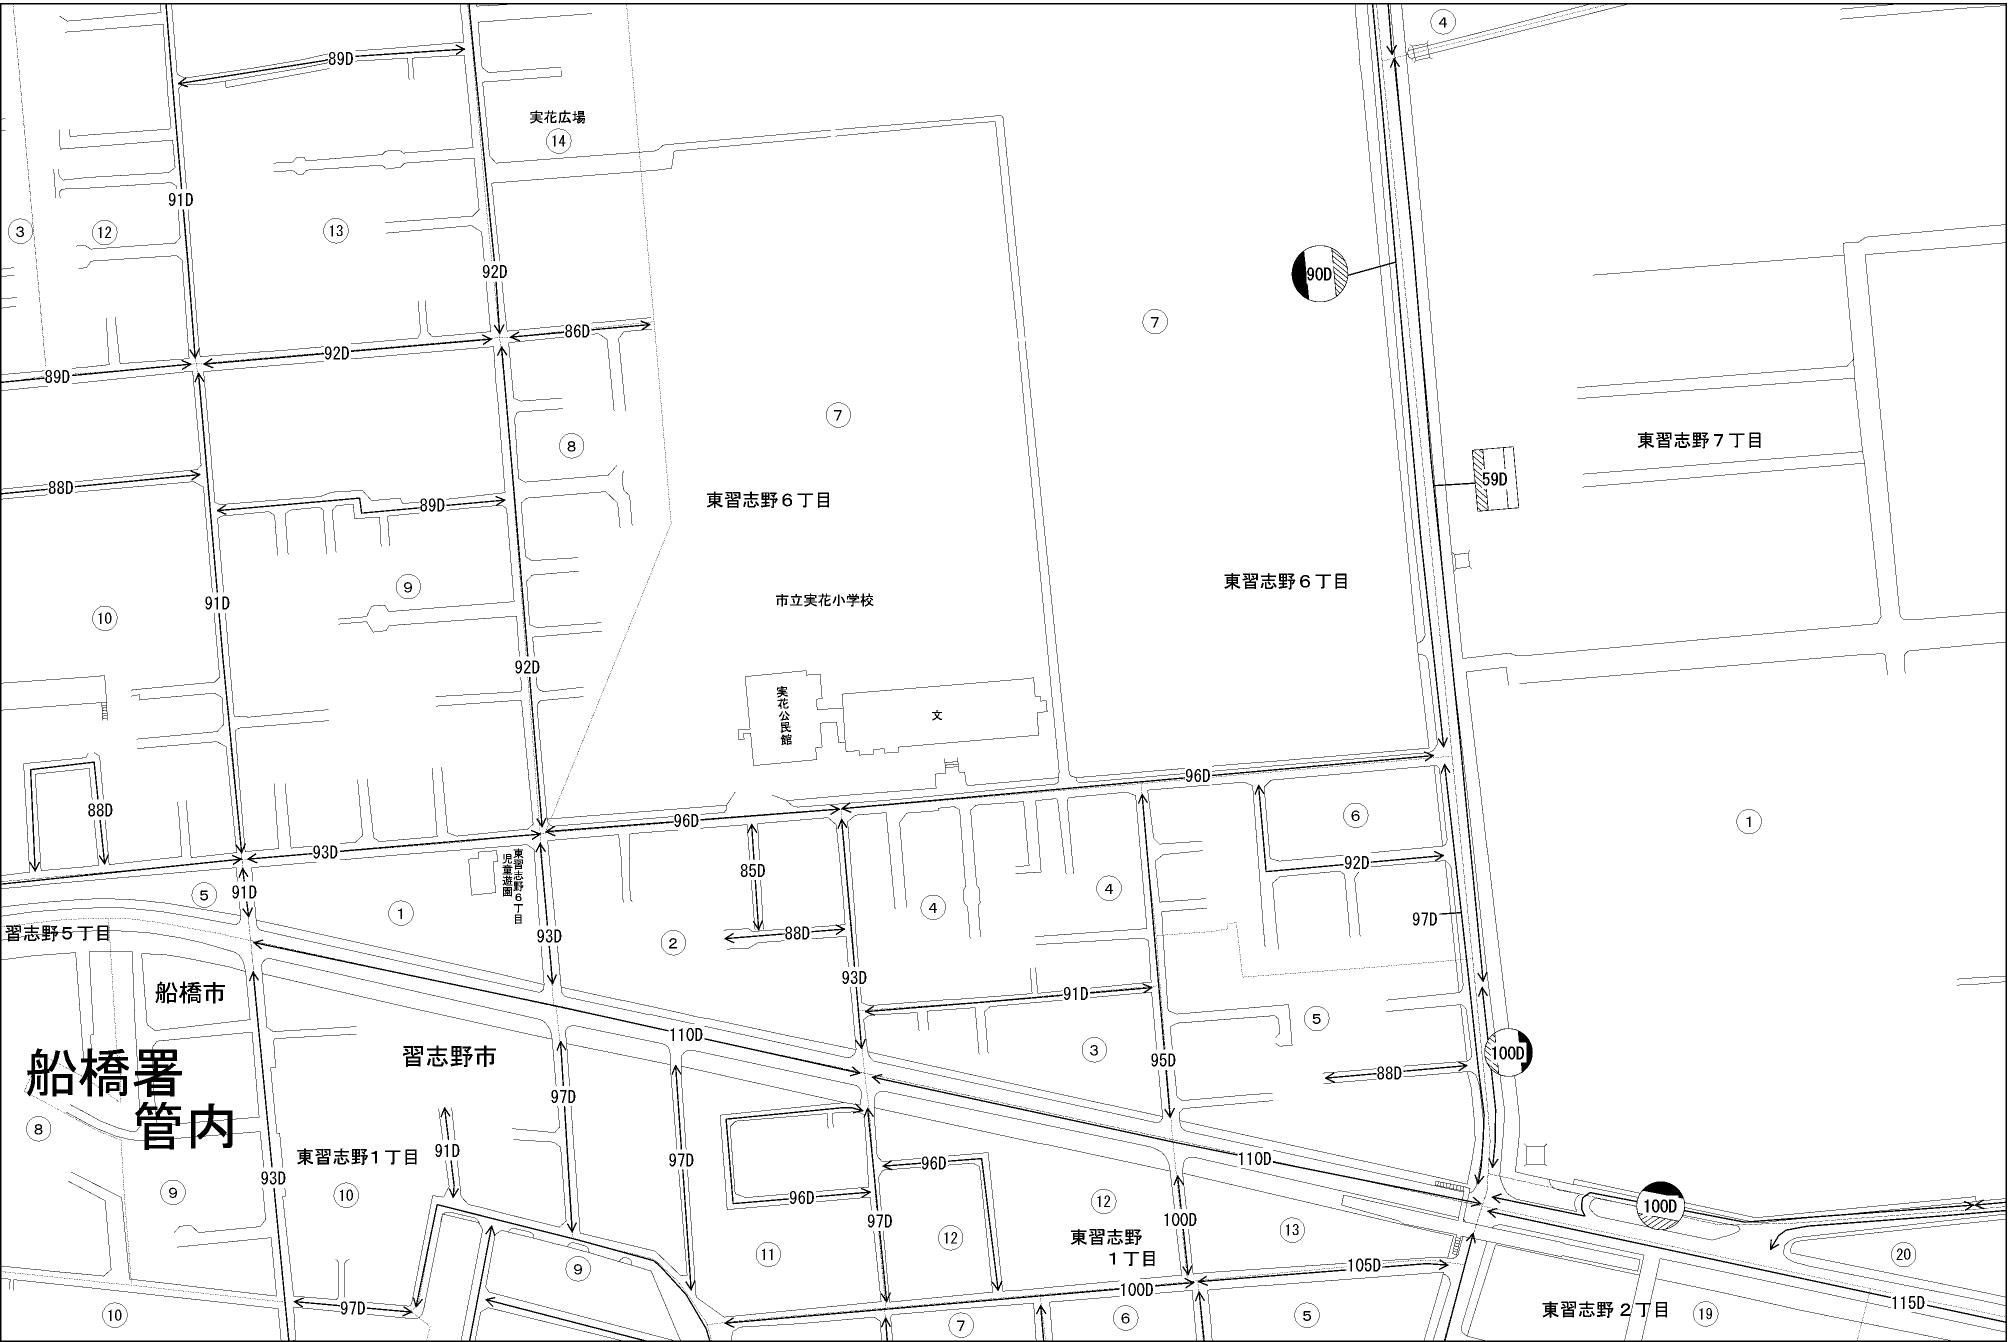 4
89D
実花広場
14
91D
3
12
13
92D
90D
7
86D
92D
89D
7
8
東習志野7丁目
59D
88D
89D
東習志野6丁目
9
東習志野6丁目
市立実花小学校
10
91D
92D
実花公民館
文
96D
88D
6
1
96D
93D
92D
85D
91D
5
4
4
東習志野6丁目
児童遊園
1
97D
習志野5丁目
93D
2
88D
93D
船橋市
91D
5
110D
3
100D
習志野市
95D
船橋署
管内
88D
97D
8
91D
東習志野1丁目
97D
110D
96D
93D
9
10
96D
12
100D
97D
100D
13
12
東習志野
1丁目
11
20
9
105D
100D
115D
97D
東習志野2丁目
10
19
5
6
7